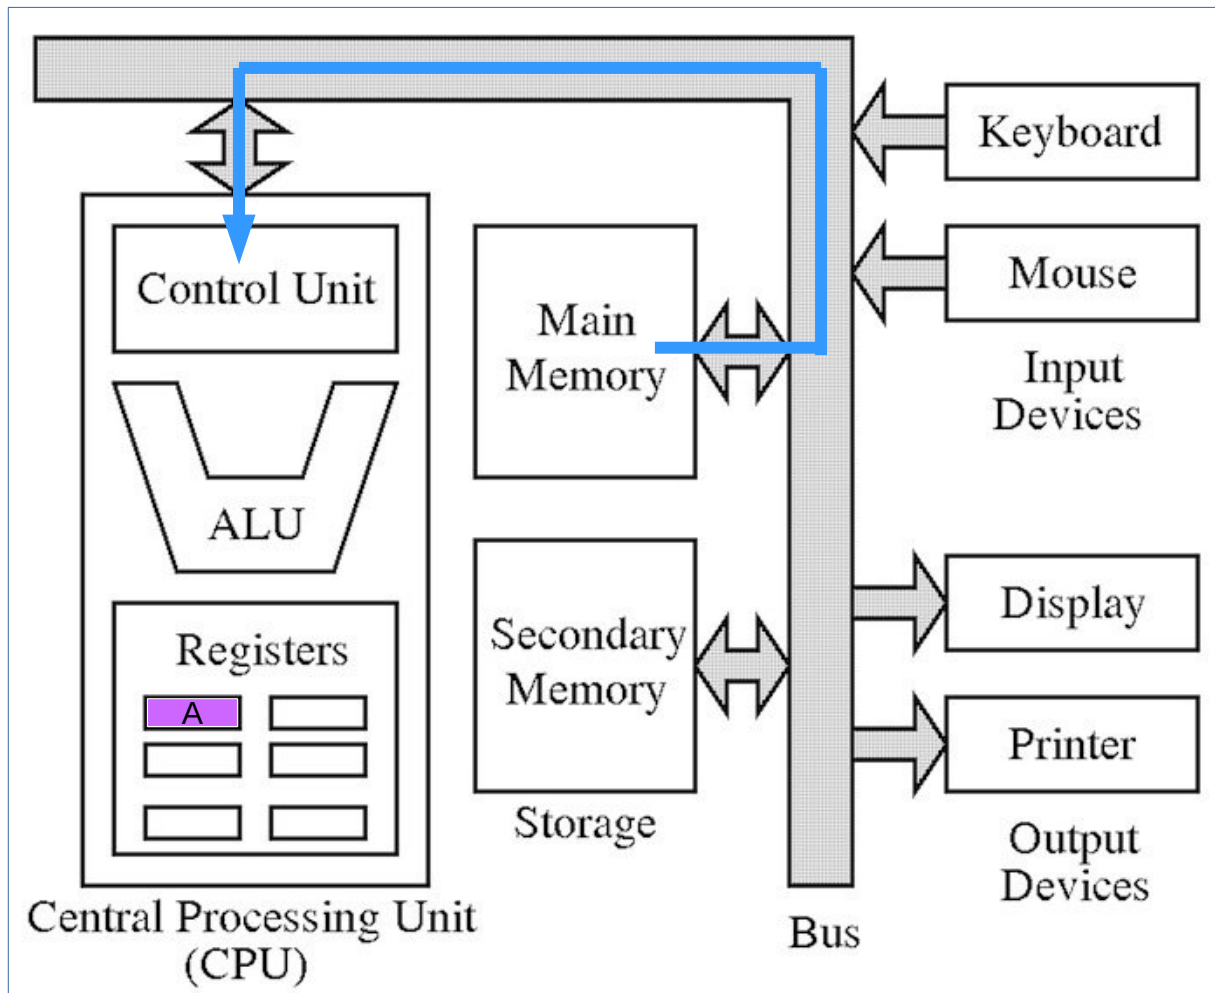 Keyboard
Control Unit
Main
Memory
Mouse
Input
Devices
ALU
Registers
A
Secondary
Memory
Storage
Display
Printer
Output
Devices
Central Processing Unit
(CPU)
Bus